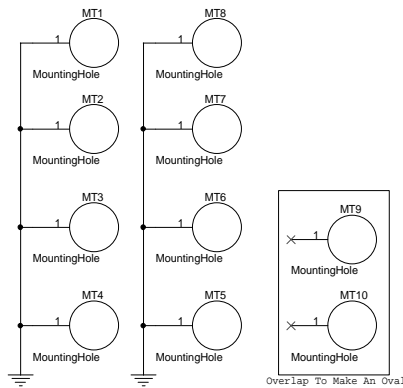 MT1 MT8
1 1
MountingHole MountingHole
MT2 MT7
1 1
MountingHole MountingHole
MT3 MT6
1 1
MountingHole MountingHole
MT9
1
MountingHole
MT4 MT5 MT10
1 1 1
MountingHole MountingHole MountingHole
Overlap To Make An Oval